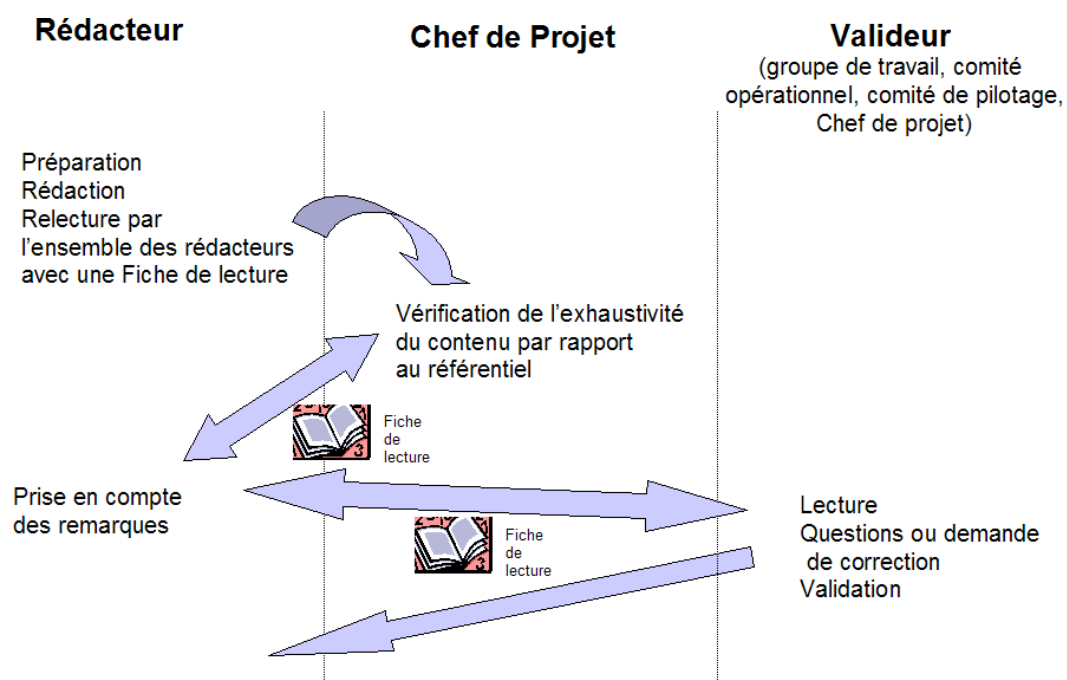 Rédacteur
Chef de Projet
Valideur
(groupe de travail, comité
opérationnel, comité de pilotage,
Chef de projet)
Préparation
Rédaction
Relecture par
l'ensemble des rédacteurs
avec une Fiche de lecture
Vérification de l'exhaustivité
du contenu par rapport
au référentiel
Fiche
de
lecture
Prise en compte
des remarques
Fiche
de
lecture
Lecture
Questions ou demande
de correction
Validation